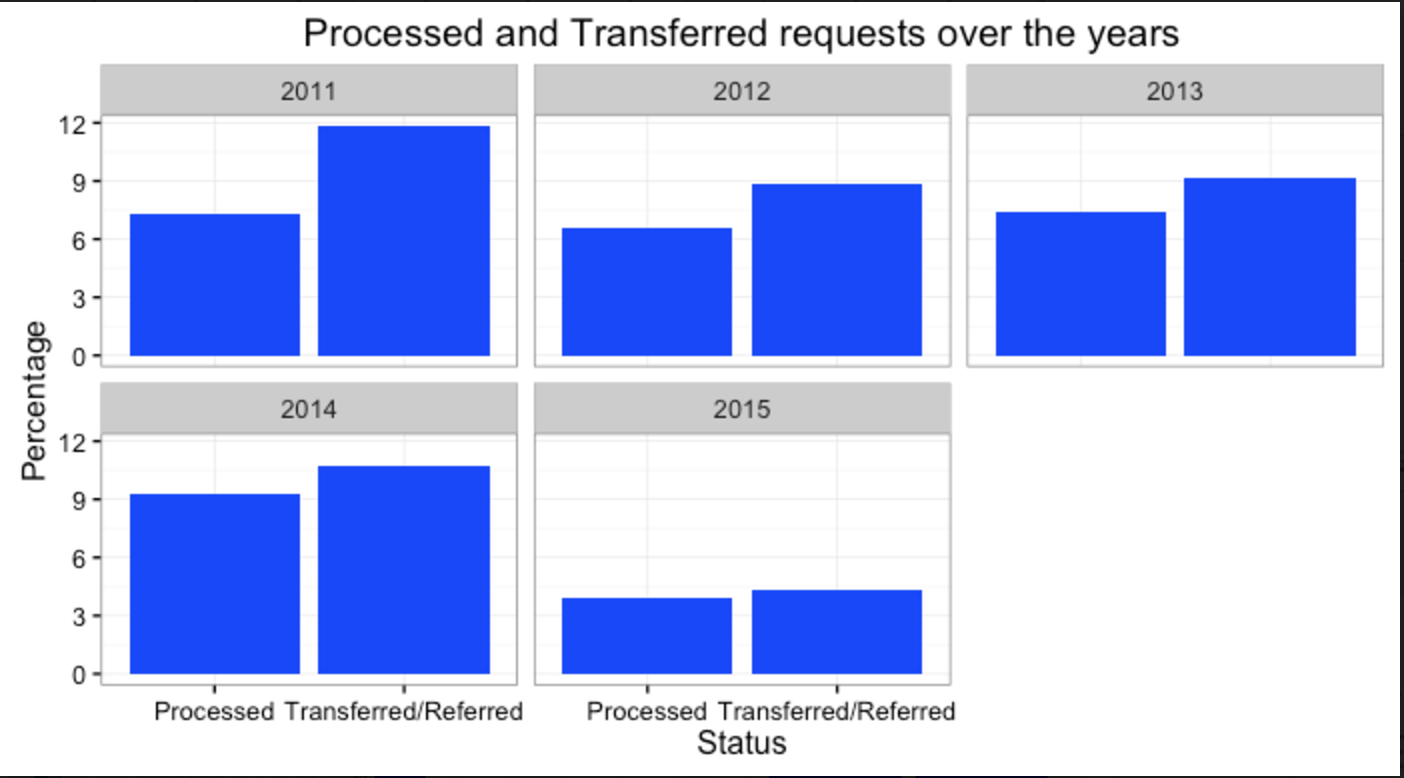 Processed and Transferred requests over the years
2011 2012 2013
12
9
6
3
0
Percentage
2014 2015
12
9
6
3
0
Processed Transferred/Referred Processed Transferred/Referred
Status